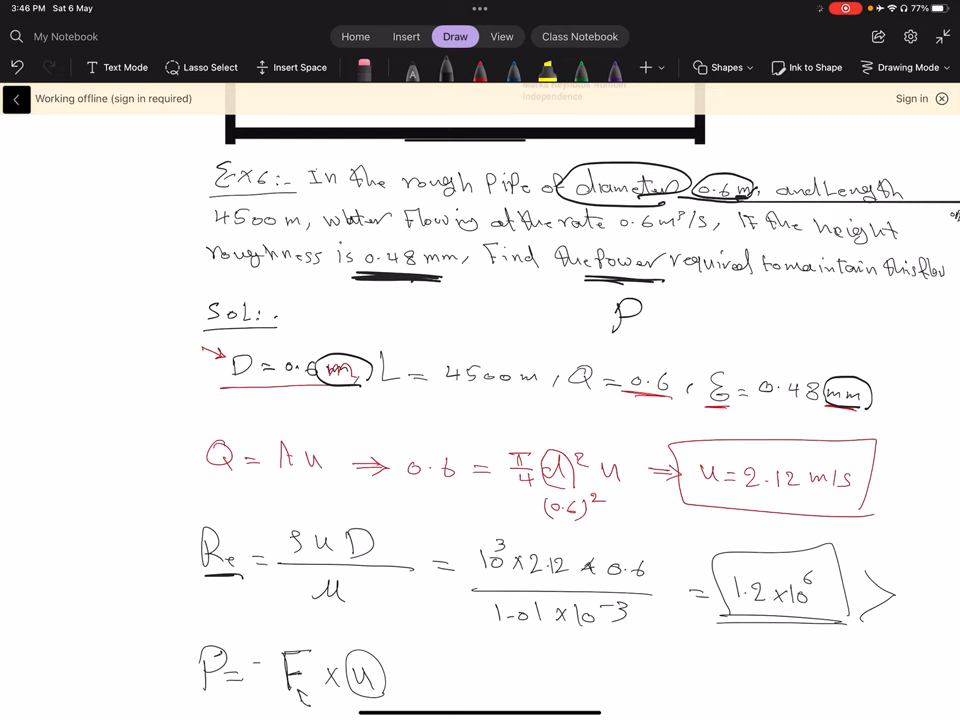 3:46 PM Sat 6 May 77%
My Notebook Home Insert Draw View Class Notebook
Text Mode Lasso Select Insert Space Shapes Ink to Shape Drawing Mode
Working offline (sign in required) Sign in
Marks Reynolds Number
Independence
Ex6:- In the rough pipe of diameter 0.6 m, and Length
4500 m, water Flowing at the rate 0.6 m³/s, If the height
roughness is 0.48 mm, Find the power required to maintain this flow
P
Sol:.
D = 0.6 m, L = 4500 m, Q = 0.6, ε = 0.48 mm
Q = A u ⇒ 0.6 = π/4 (d)² u ⇒ u = 2.12 m/s
(0.6)²
Re = ρ u D / μ = 10³ × 2.12 × 0.6 / 1.01 × 10⁻³ = 1.2 × 10⁶ >
P = F × u